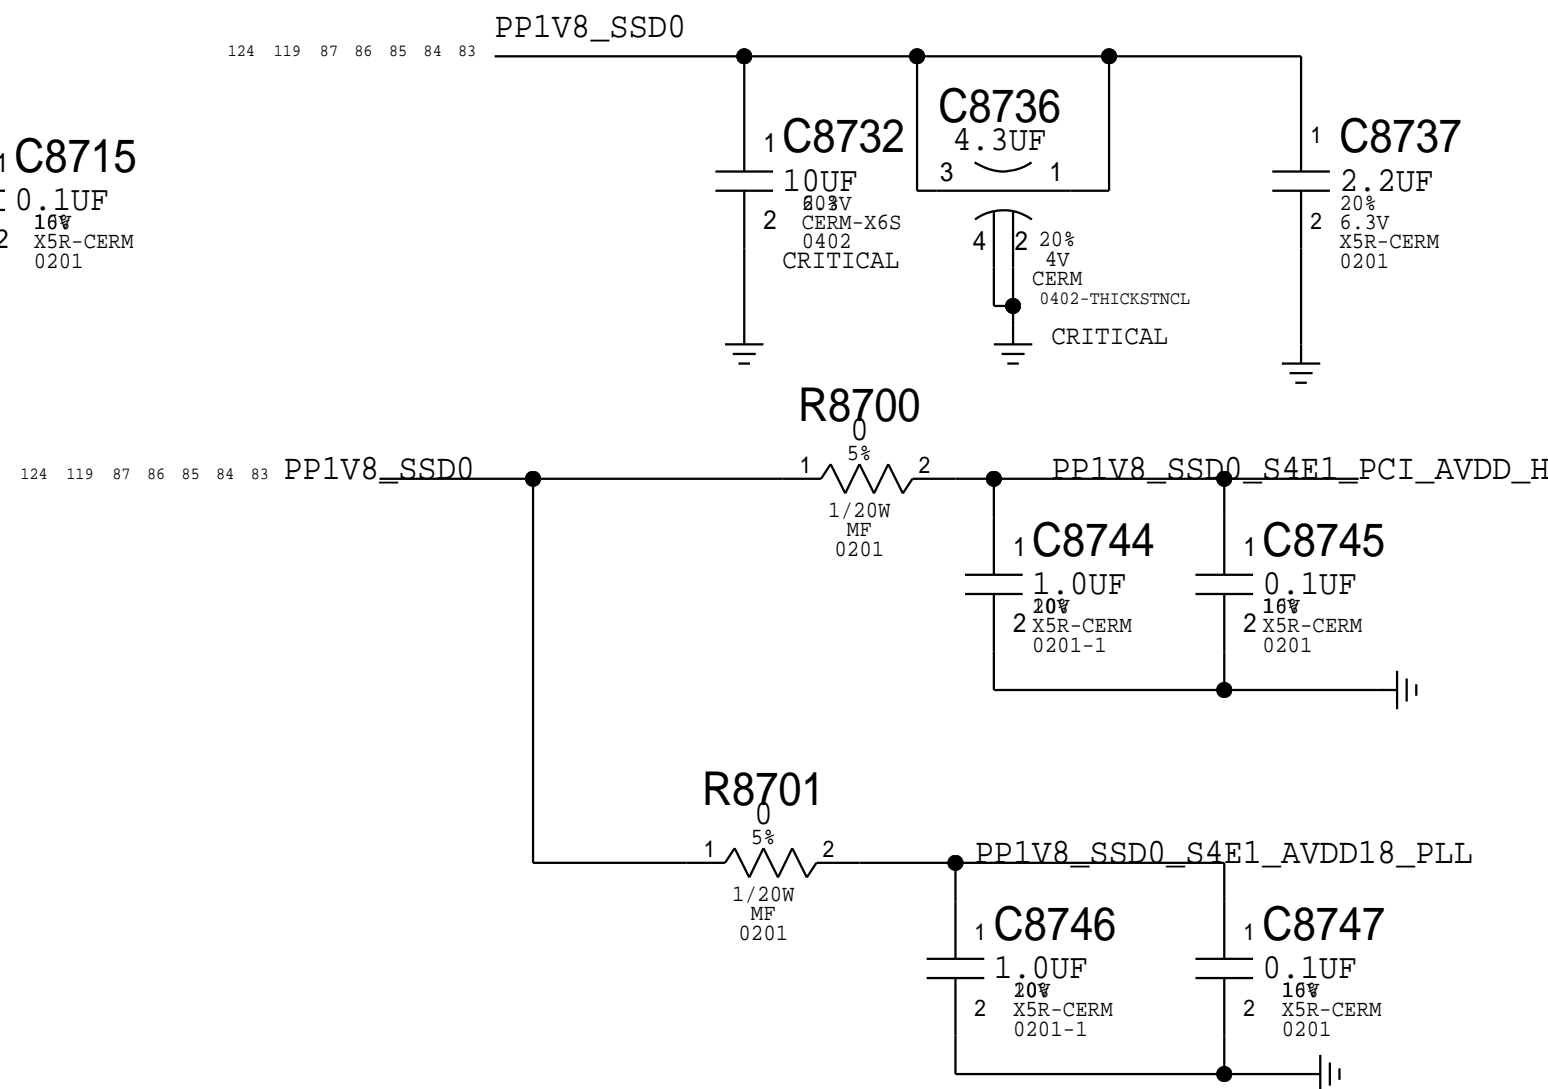 PP1V8_SSD0
124 119 87 86 85 84 83
C8715
0.1UF
X5R-CERM
0201
2
1 C8732
10UF
2
CERM-X6S
0402
CRITICAL
C8736
4.3UF
3 1
4 2
20%
4V
CERM
0402-THICKSTNCL
CRITICAL
1 C8737
2.2UF
20%
2 6.3V
X5R-CERM
0201
R8700
0
5%
1 2
1/20W
MF
0201
124 119 87 86 85 84 83 PP1V8_SSD0
PP1V8_SSD0_S4E1_PCI_AVDD_H
1 C8744
1.0UF
2 X5R-CERM
0201-1
1 C8745
0.1UF
2 X5R-CERM
0201
R8701
0
5%
1 2
1/20W
MF
0201
PP1V8_SSD0_S4E1_AVDD18_PLL
1 C8746
1.0UF
2 X5R-CERM
0201-1
1 C8747
0.1UF
2 X5R-CERM
0201